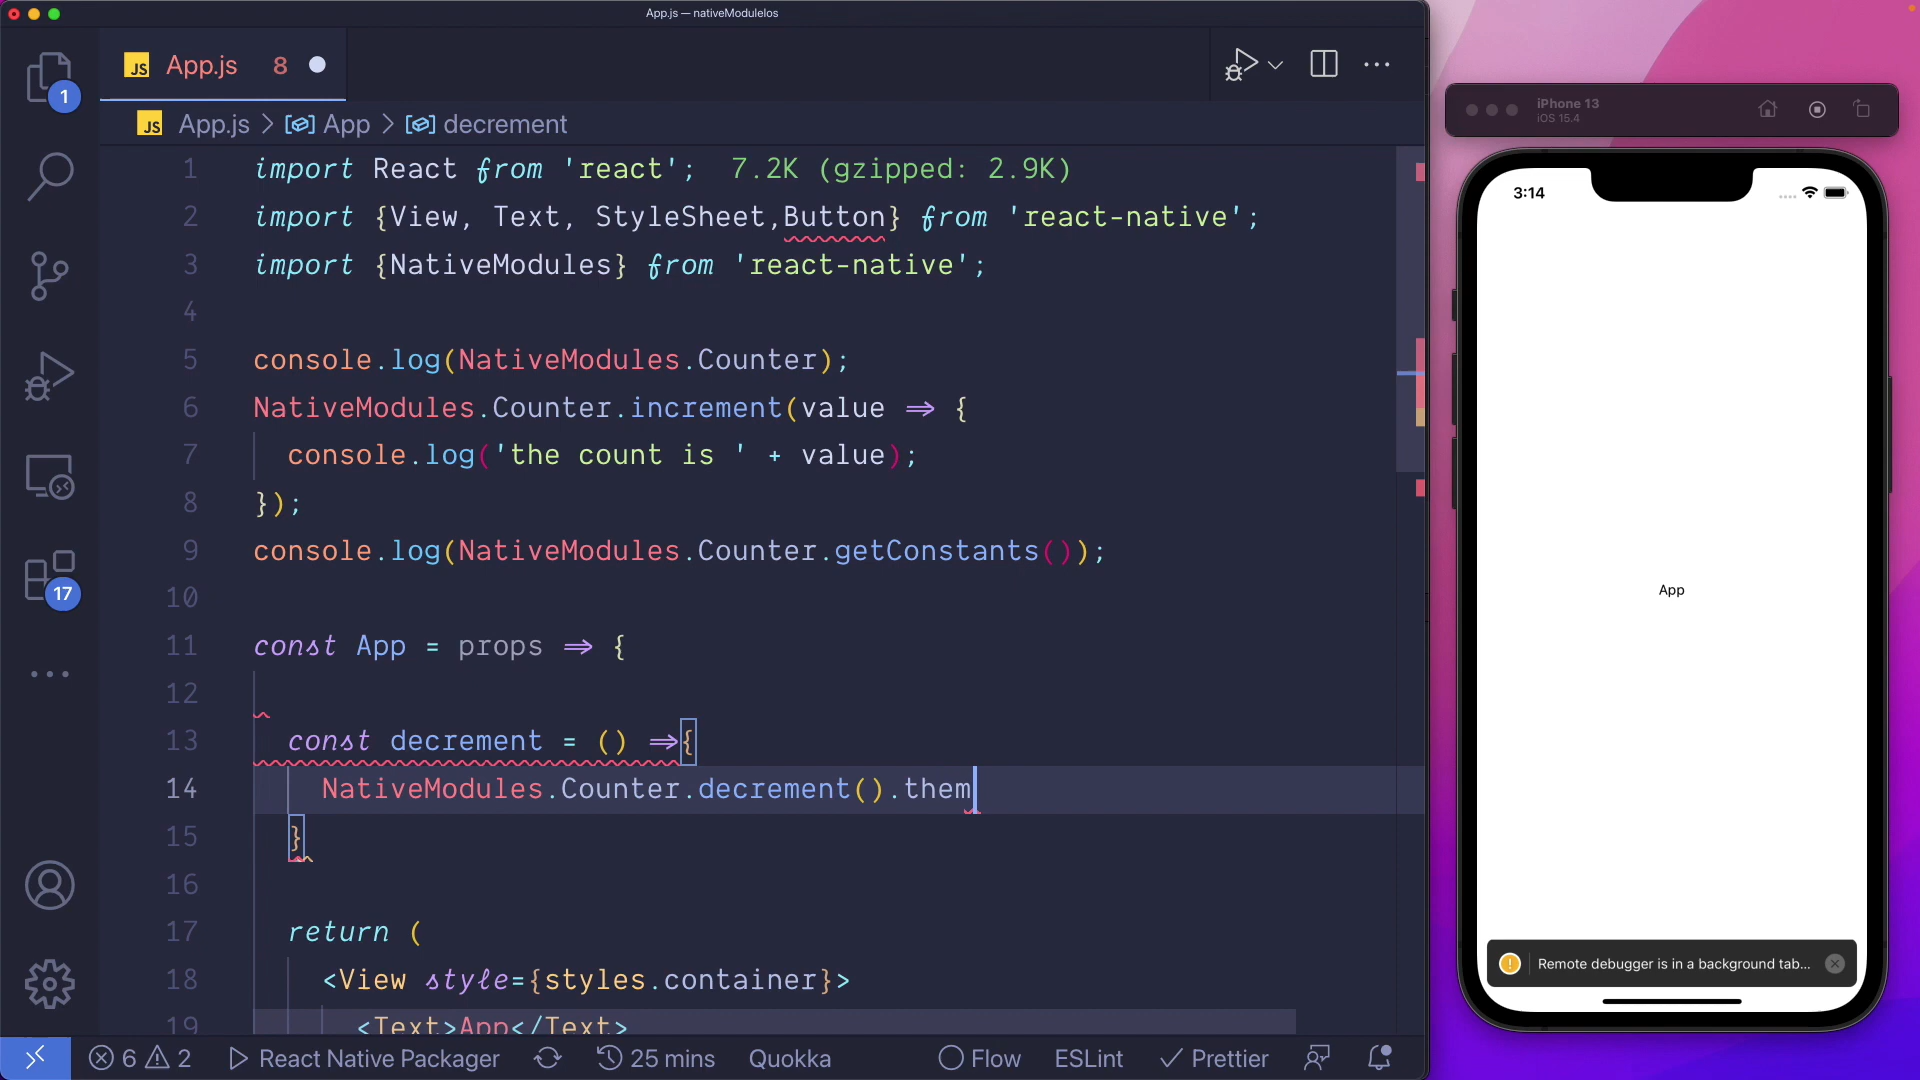 App.js — nativeModuleIos
JS App.js 8
JS App.js > App > decrement
1 import React from 'react'; 7.2K (gzipped: 2.9K)
2 import {View, Text, StyleSheet,Button} from 'react-native';
3 import {NativeModules} from 'react-native';
4
5 console.log(NativeModules.Counter);
6 NativeModules.Counter.increment(value => {
7 console.log('the count is ' + value);
8 });
9 console.log(NativeModules.Counter.getConstants());
10
11 const App = props => {
12
13 const decrement = () =>{
14 NativeModules.Counter.decrement().them
15 }
16
17 return (
18 <View style={styles.container}>
19 <Text>App</Text>
1
17
6 2 React Native Packager 25 mins Quokka Flow ESLint Prettier
iPhone 13
iOS 15.4
3:14
App
Remote debugger is in a background tab...